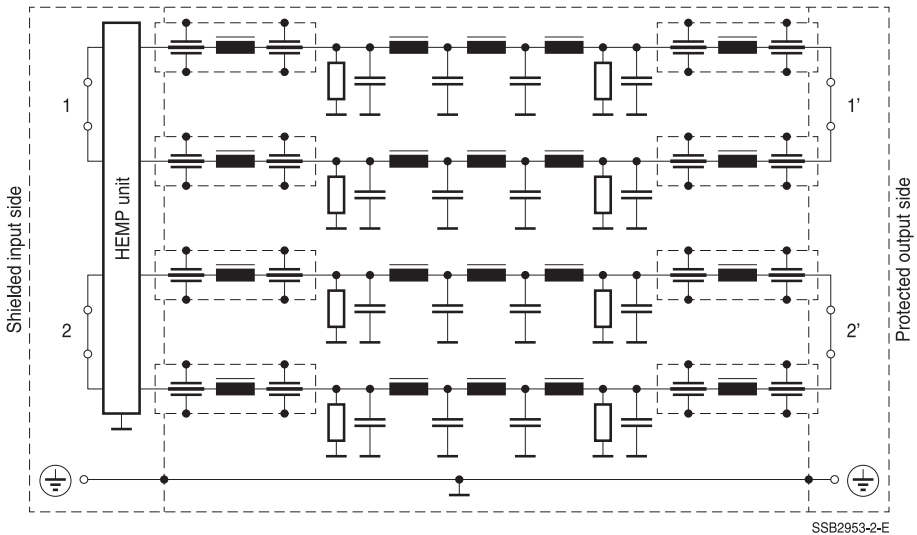 Shielded input side
HEMP unit
1
1'
2
2'
Protected output side
SSB2953-2-E